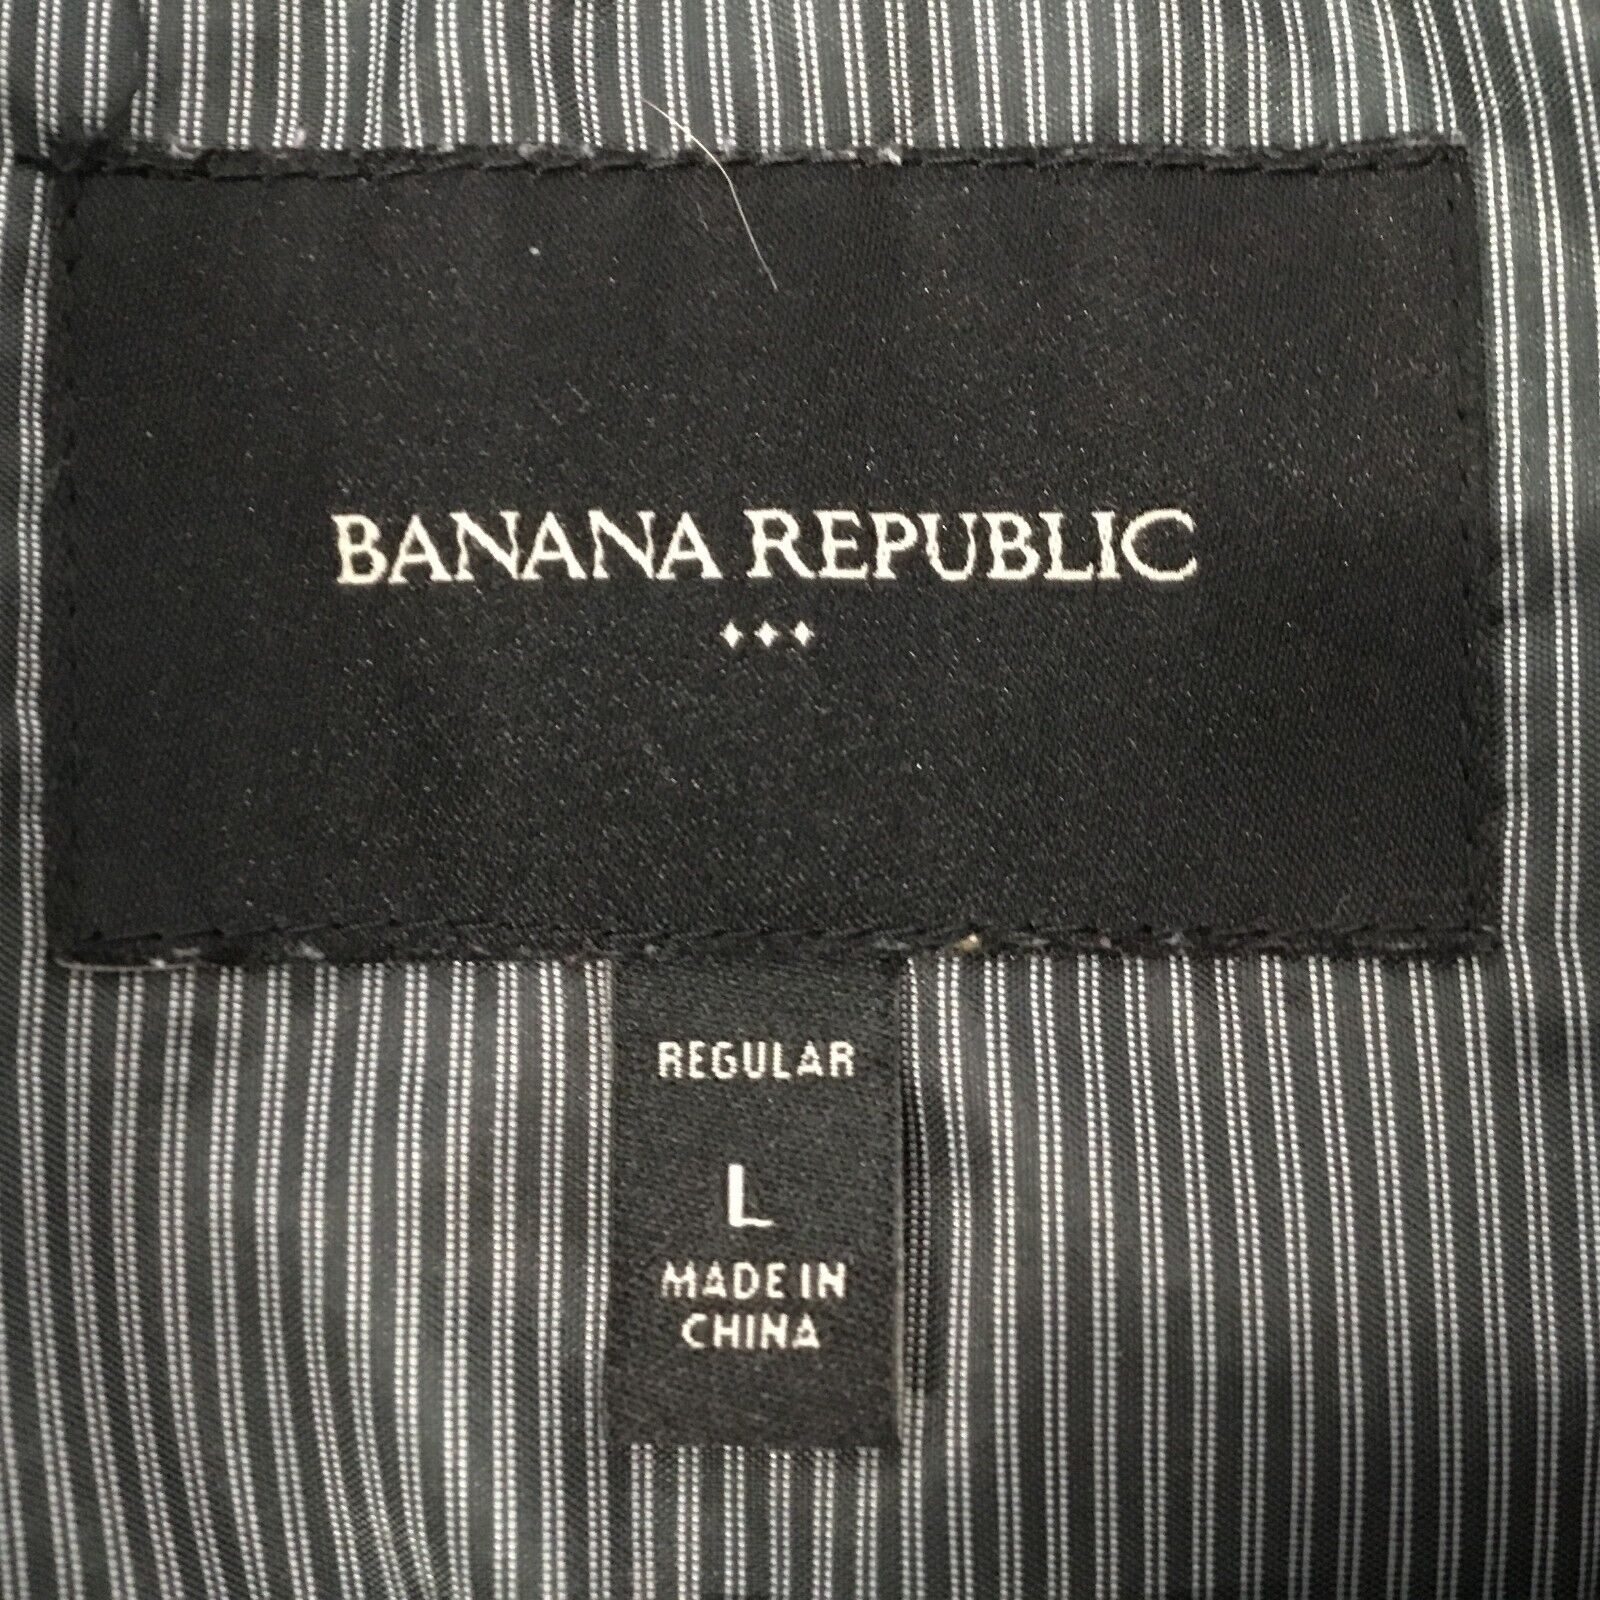 BANANA REPUBLIC
REGULAR
L
MADE IN
CHINA